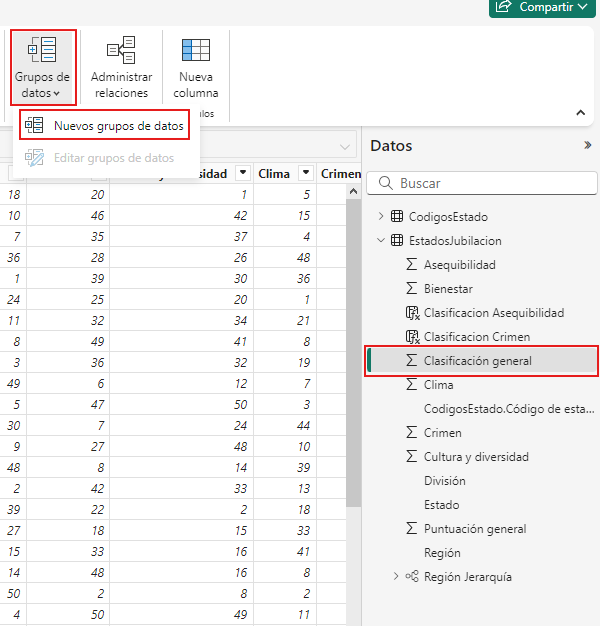 Compartir
Grupos de
datos
Administrar
relaciones
Nueva
columna
Nuevos grupos de datos
Editar grupos de datos
Datos
Buscar
Clima
Crimen
18 20 1 5
10 46 42 15
7 35 37 4
36 28 26 48
1 39 30 36
24 25 20 1
11 32 34 21
8 49 41 8
3 36 32 19
49 6 12 7
5 47 50 3
30 7 24 44
9 27 48 10
48 8 14 39
2 42 33 13
39 22 2 18
27 18 15 33
15 33 16 41
14 48 16 8
50 2 8 2
4 50 49 11
CodigosEstado
EstadosJubilacion
Asequibilidad
Bienestar
Clasificacion Asequibilidad
Clasificacion Crimen
Clasificación general
Clima
CodigosEstado.Código de esta...
Crimen
Cultura y diversidad
División
Estado
Puntuación general
Región
Región Jerarquía